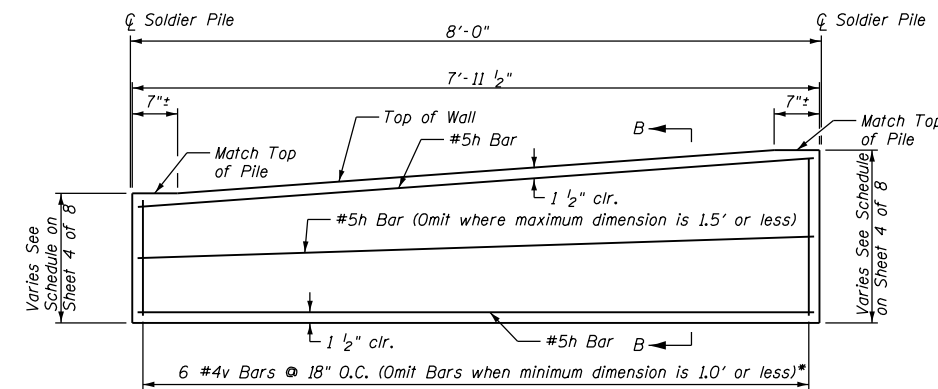 ℄ Soldier Pile
℄ Soldier Pile
8'-0"
7'-11 1/2"
7"±
7"±
Top of Wall
B
Match Top
of Pile
#5h Bar
Match Top
of Pile
1 1/2" clr.
#5h Bar (Omit where maximum dimension is 1.5' or less)
Varies See
Schedule on
Sheet 4 of 8
Varies See Schedule
on Sheet 4 of 8
1 1/2" clr.
#5h Bar
B
6 #4v Bars @ 18" O.C. (Omit Bars when minimum dimension is 1.0' or less)*